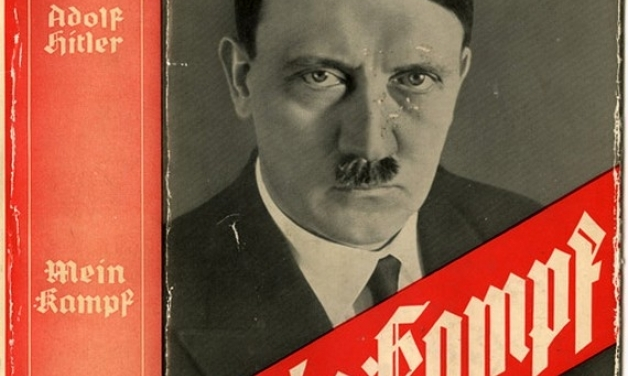 Adolf
Hitler
Mein
Kampf
Kampf